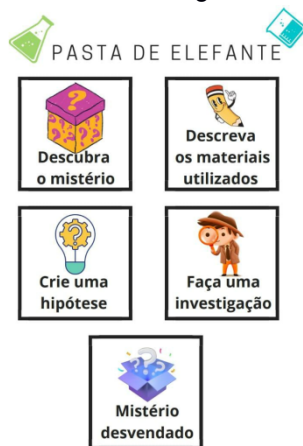 PASTA DE ELEFANTE
Descubra
o mistério
Descreva
os materiais
utilizados
Crie uma
hipótese
Faça uma
investigação
Mistério
desvendado